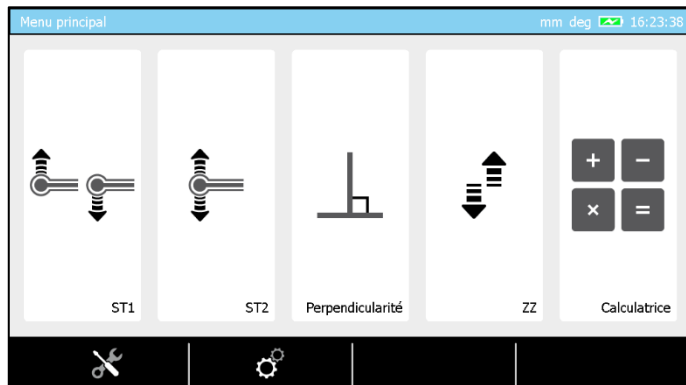 Menu principal
mm deg 16:23:38
+ −
× =
ST1
ST2
Perpendicularité
ZZ
Calculatrice